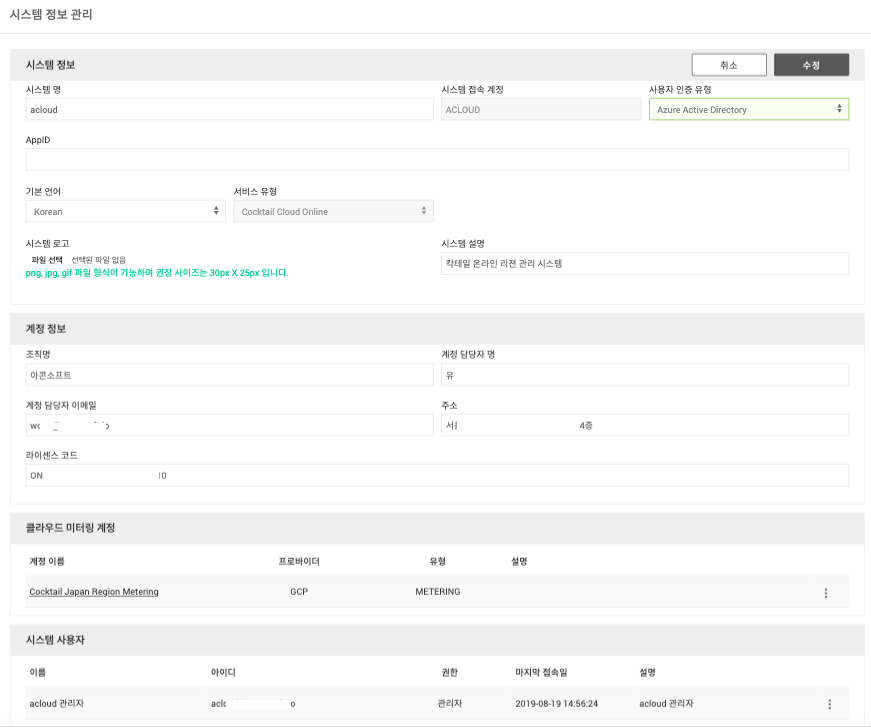 시스템 정보 관리
시스템 정보
취소
수정
시스템 명
시스템 접속 계정
사용자 인증 유형
acloud
ACLOUD
Azure Active Directory
AppID
기본 언어
서비스 유형
Korean
Cocktail Cloud Online
시스템 로고
시스템 설명
파일 선택 선택된 파일 없음
칵테일 온라인 리젼 관리 시스템
png, jpg, gif 파일 형식이 가능하며 권장 사이즈는 30px X 25px 입니다.
계정 정보
조직명
계정 담당자 명
아콘소프트
유
계정 담당자 이메일
주소
4층
라이센스 코드
ON
클라우드 미터링 계정
계정 이름 프로바이더 유형 설명
Cocktail Japan Region Metering GCP METERING
시스템 사용자
이름 아이디 권한 마지막 접속일 설명
acloud 관리자 관리자 2019-08-19 14:56:24 acloud 관리자